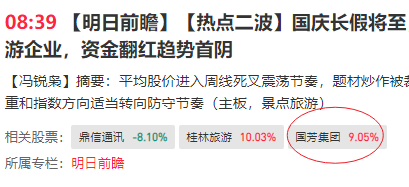 08:39 【明日前瞻】【热点二波】国庆长假将至
游企业，资金翻红趋势首阴
【冯锐枭】摘要：平均股价进入周线死叉震荡节奏，题材炒作被
重和指数方向适当转向防守节奏（主板，景点旅游）
相关股票： 鼎信通讯 -8.10% 桂林旅游 10.03% 国芳集团 9.05%
所属专栏：明日前瞻